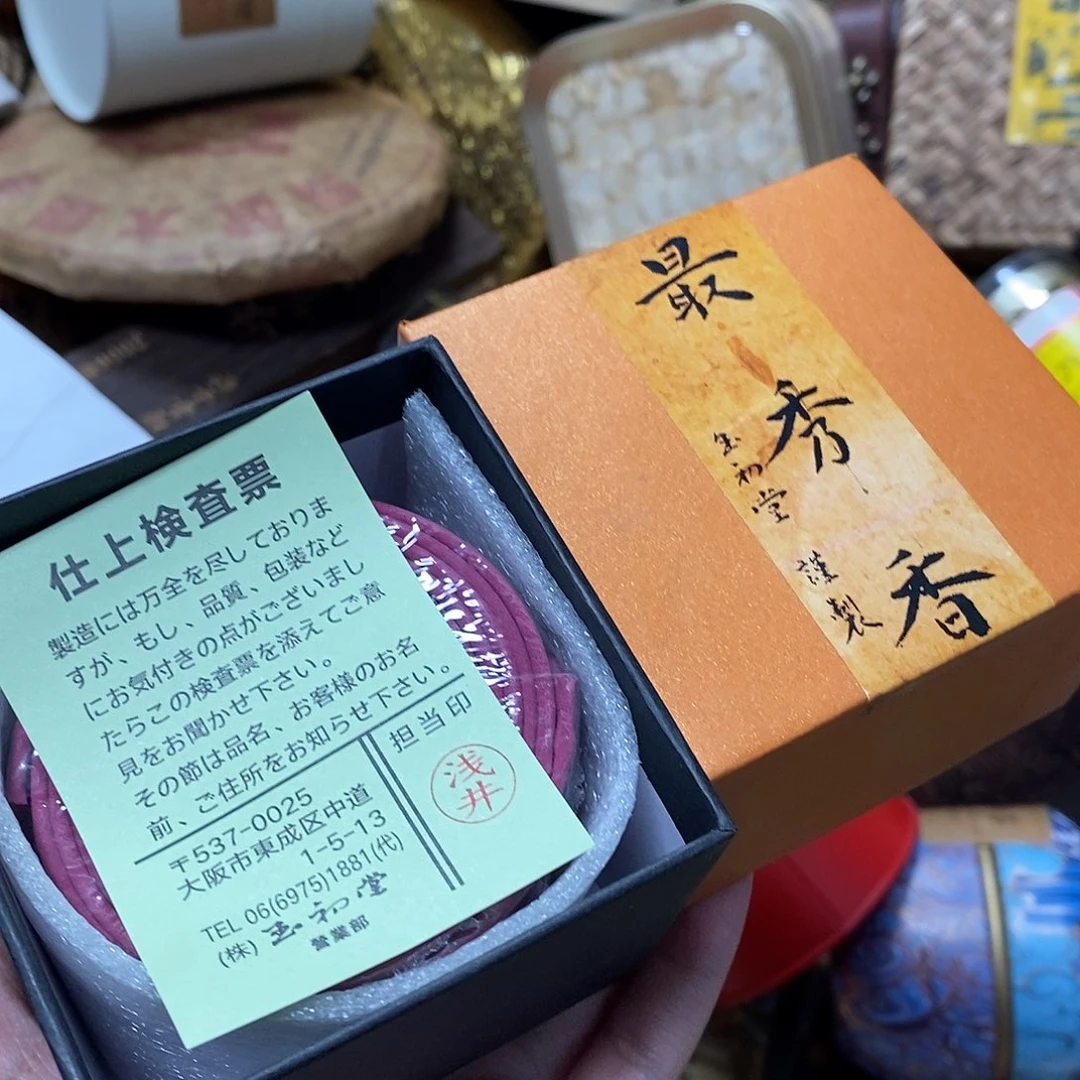 仕上検査票
製造には万全を尽しておりま
すが、もし、品質、包装など
にお気付きの点がございまし
たらこの検査票を添えてご意
見をお聞かせ下さい。
その節は品名、お客様のお名
前、ご住所をお知らせ下さい。
〒537-0025
大阪市東成区中道
1-5-13
TEL 06(6975)1881(代)
(株) 玉初堂
営業部
担当印
浅井
最秀香
玉初堂
謹製